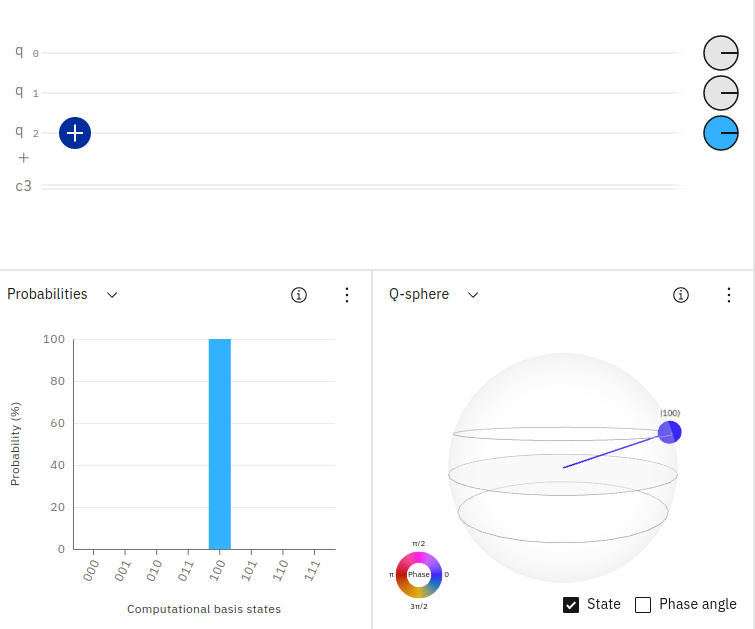 q 0
q 1
q 2
+
c3
Probabilities
Q-sphere
100
80
60
40
20
0
Probability (%)
000 001 010 011 100 101 110 111
Computational basis states
|100⟩
π/2
π Phase 0
3π/2
State Phase angle